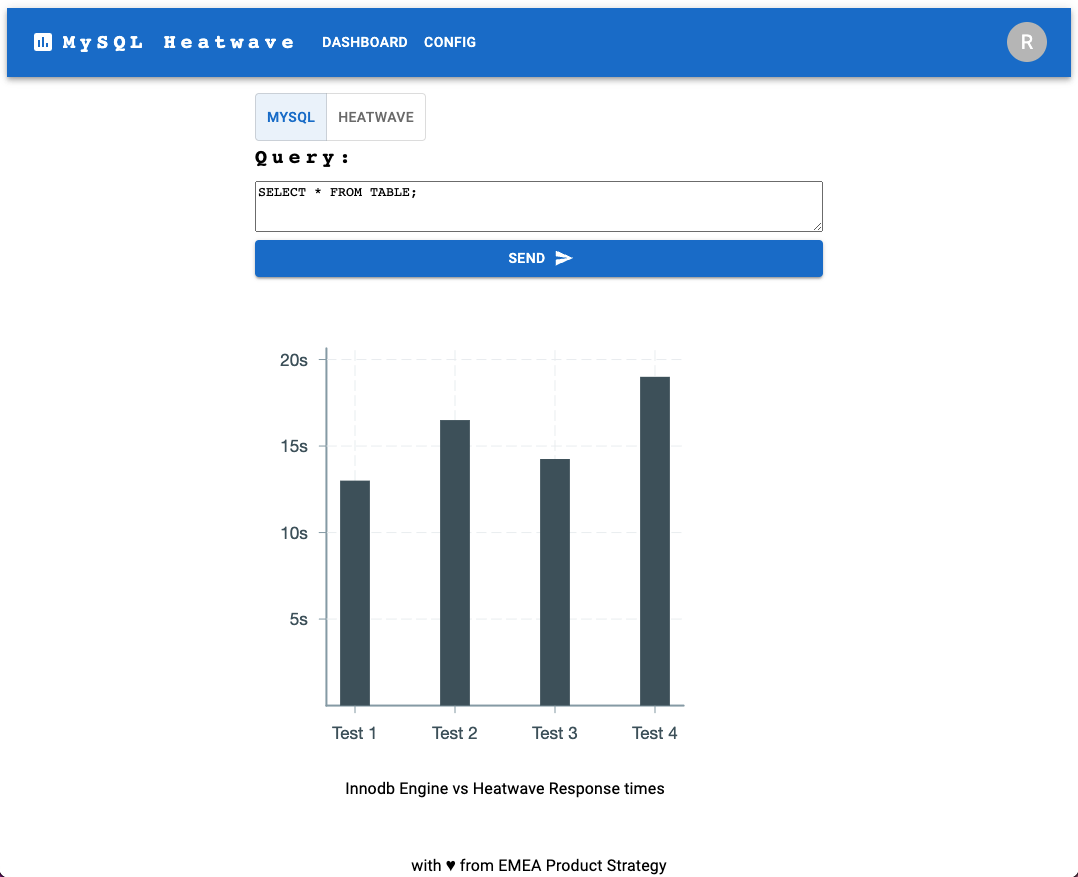 MySQL Heatwave DASHBOARD CONFIG R
MYSQL HEATWAVE
Query:
SELECT * FROM TABLE;
SEND
20s
15s
10s
5s
Test 1 Test 2 Test 3 Test 4
Innodb Engine vs Heatwave Response times
with ♥ from EMEA Product Strategy